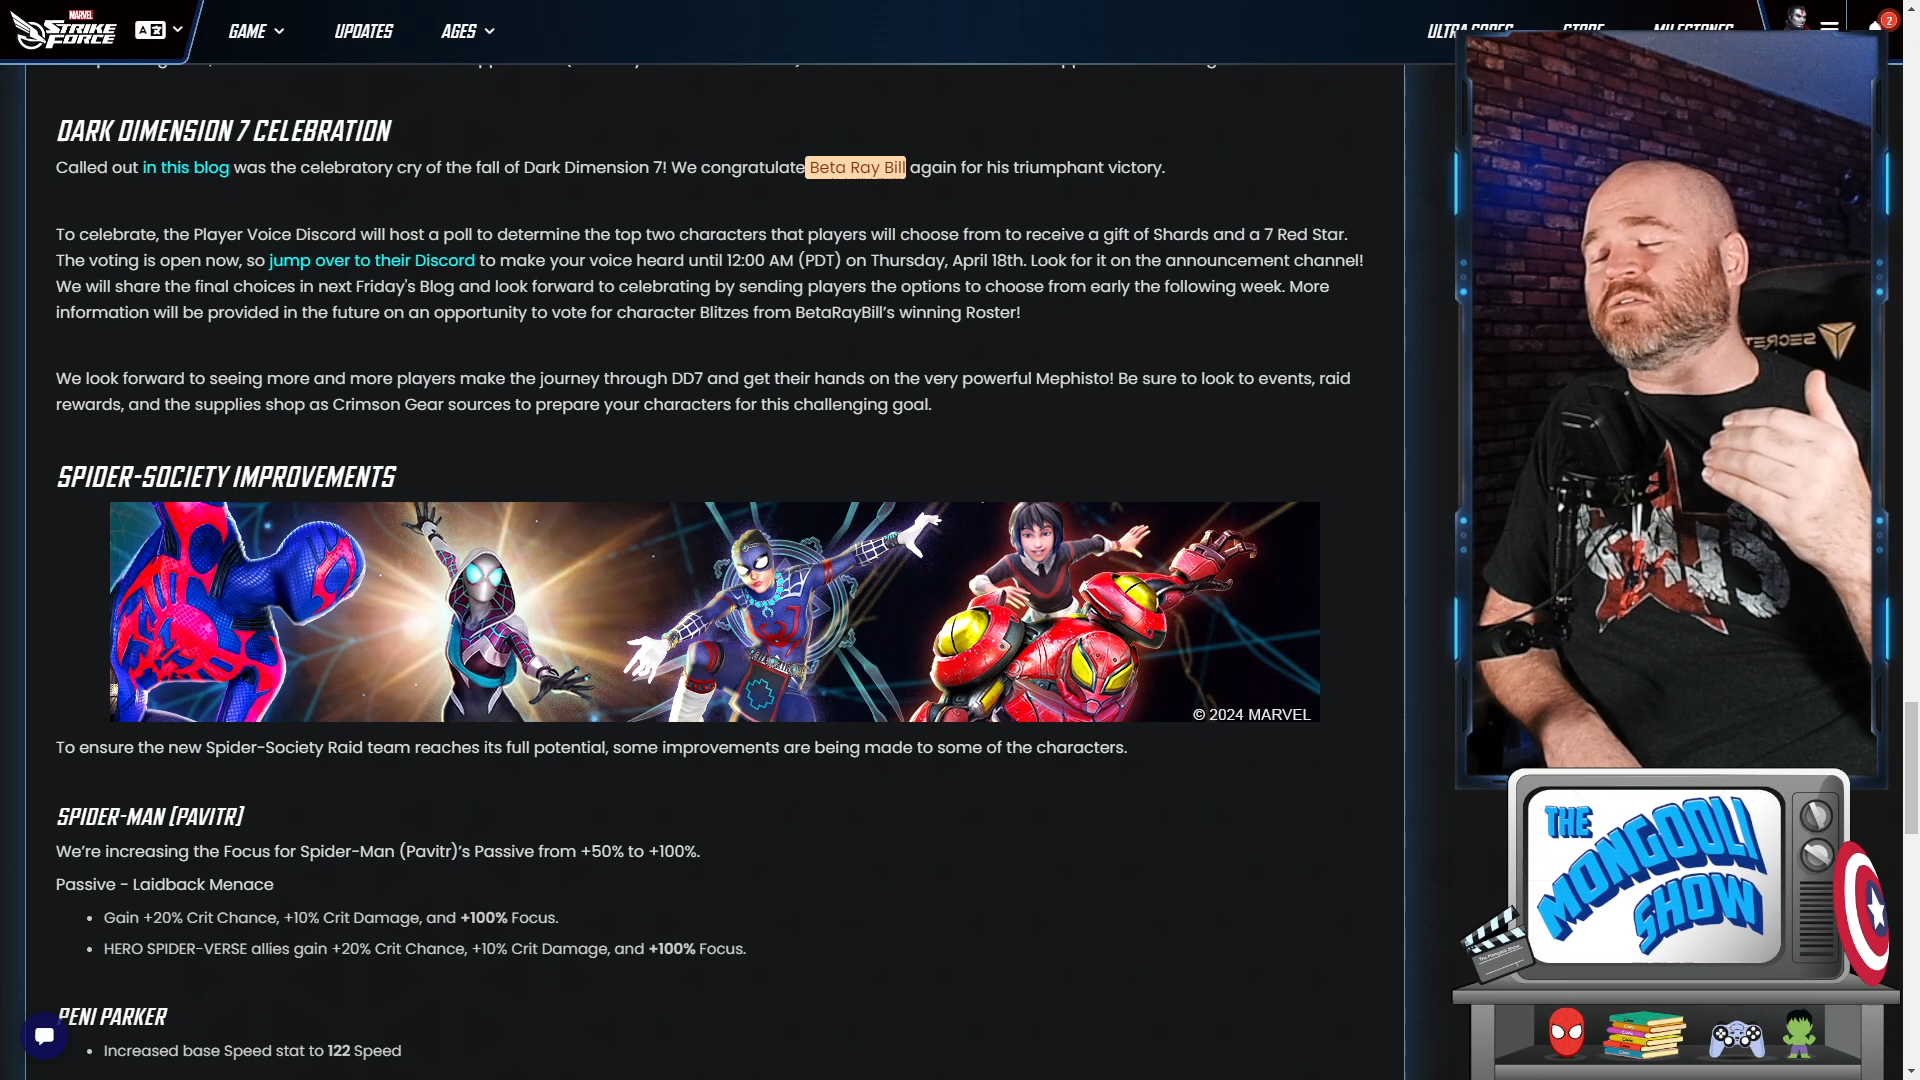 MARVEL
STRIKE
FORCE
GAME
UPDATES
AGES
STORE
MILESTONES
2
DARK DIMENSION 7 CELEBRATION
Called out in this blog was the celebratory cry of the fall of Dark Dimension 7! We congratulate Beta Ray Bill again for his triumphant victory.
To celebrate, the Player Voice Discord will host a poll to determine the top two characters that players will choose from to receive a gift of Shards and a 7 Red Star.
The voting is open now, so jump over to their Discord to make your voice heard until 12:00 AM (PDT) on Thursday, April 18th. Look for it on the announcement channel!
We will share the final choices in next Friday's Blog and look forward to celebrating by sending players the options to choose from early the following week. More
information will be provided in the future on an opportunity to vote for character Blitzes from BetaRayBill’s winning Roster!
We look forward to seeing more and more players make the journey through DD7 and get their hands on the very powerful Mephisto! Be sure to look to events, raid
rewards, and the supplies shop as Crimson Gear sources to prepare your characters for this challenging goal.
SPIDER-SOCIETY IMPROVEMENTS
© 2024 MARVEL
To ensure the new Spider-Society Raid team reaches its full potential, some improvements are being made to some of the characters.
SPIDER-MAN (PAVITR)
We’re increasing the Focus for Spider-Man (Pavitr)’s Passive from +50% to +100%.
Passive - Laidback Menace
• Gain +20% Crit Chance, +10% Crit Damage, and +100% Focus.
• HERO SPIDER-VERSE allies gain +20% Crit Chance, +10% Crit Damage, and +100% Focus.
PENI PARKER
• Increased base Speed stat to 122 Speed
THE
MONGOOLI
SHOW